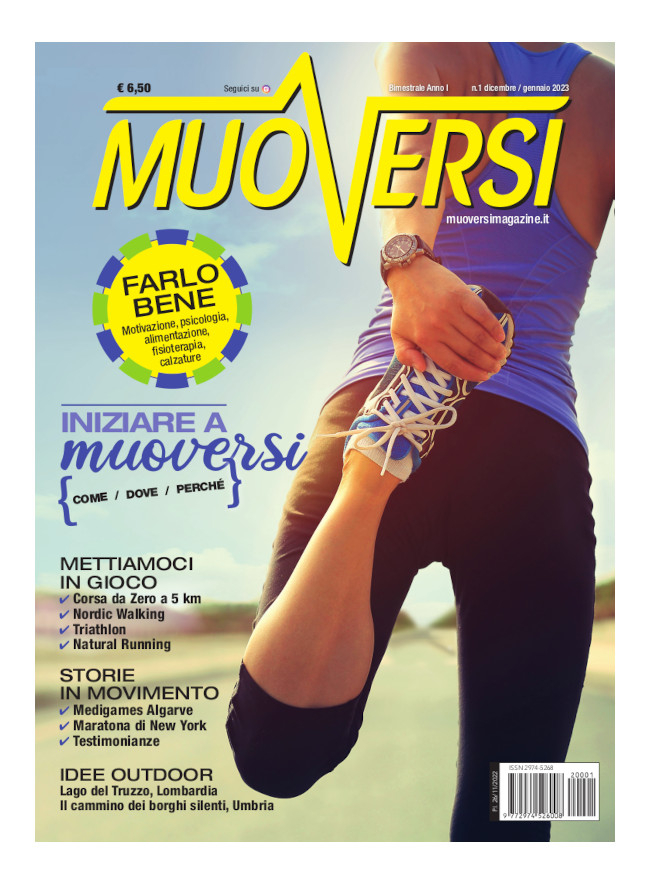 € 6,50
Seguici su
Bimestrale Anno I
n.1 dicembre / gennaio 2023
MUOVERSI
muoversimagazine.it
FARLO
BENE
Motivazione, psicologia,
alimentazione,
fisioterapia,
calzature
INIZIARE A
muoversi
{COME / DOVE / PERCHÉ}
METTIAMOCI
IN GIOCO
✔ Corsa da Zero a 5 km
✔ Nordic Walking
✔ Triathlon
✔ Natural Running
STORIE
IN MOVIMENTO
✔ Medigames Algarve
✔ Maratona di New York
✔ Testimonianze
IDEE OUTDOOR
Lago del Truzzo, Lombardia
Il cammino dei borghi silenti, Umbria
P.I. 26/11/2022
ISSN 2974-5268
20001
9 772974 526008